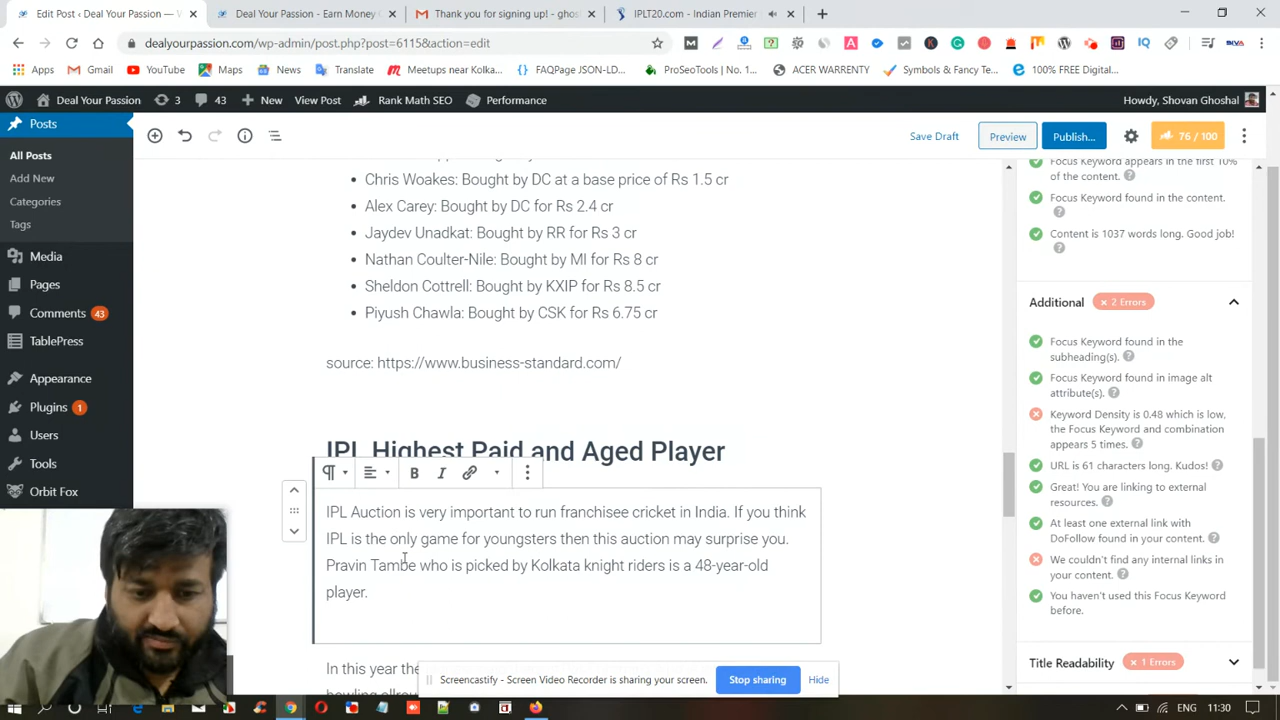 Post ‹ Deal Your Passion — Wo
Deal Your Passion - Earn Money O
Thank you for signing up! - ghosh
IPLT20.com - Indian Premier
dealyourpassion.com/wp-admin/post.php?post=6115&action=edit
Apps
Gmail
YouTube
Maps
News
Translate
Meetups near Kolka...
FAQPage JSON-LD...
ProSeoTools | No. 1...
ACER WARRENTY
Symbols & Fancy Te...
100% FREE Digital...
Deal Your Passion
3
43
New
View Post
Rank Math SEO
Performance
Howdy, Shovan Ghoshal
Posts
All Posts
Add New
Categories
Tags
Media
Pages
Comments 43
TablePress
Appearance
Plugins 1
Users
Tools
Orbit Fox
Save Draft
Preview
Publish...
76 / 100
Chris Woakes: Bought by DC at a base price of Rs 1.5 cr
Alex Carey: Bought by DC for Rs 2.4 cr
Jaydev Unadkat: Bought by RR for Rs 3 cr
Nathan Coulter-Nile: Bought by MI for Rs 8 cr
Sheldon Cottrell: Bought by KXIP for Rs 8.5 cr
Piyush Chawla: Bought by CSK for Rs 6.75 cr
source: https://www.business-standard.com/
IPL Highest Paid and Aged Player
IPL Auction is very important to run franchisee cricket in India. If you think
IPL is the only game for youngsters then this auction may surprise you.
Pravin Tambe who is picked by Kolkata knight riders is a 48-year-old
player.
In this year the
Focus Keyword appears in the first 10%
of the content.
Focus Keyword found in the content.
Content is 1037 words long. Good job!
Additional
2 Errors
Focus Keyword found in the
subheading(s).
Focus Keyword found in image alt
attribute(s).
Keyword Density is 0.48 which is low,
the Focus Keyword and combination
appears 5 times.
URL is 61 characters long. Kudos!
Great! You are linking to external
resources.
At least one external link with
DoFollow found in your content.
We couldn't find any internal links in
your content.
You haven't used this Focus Keyword
before.
Title Readability
1 Errors
Screencastify - Screen Video Recorder is sharing your screen.
Stop sharing
Hide
ENG
11:30